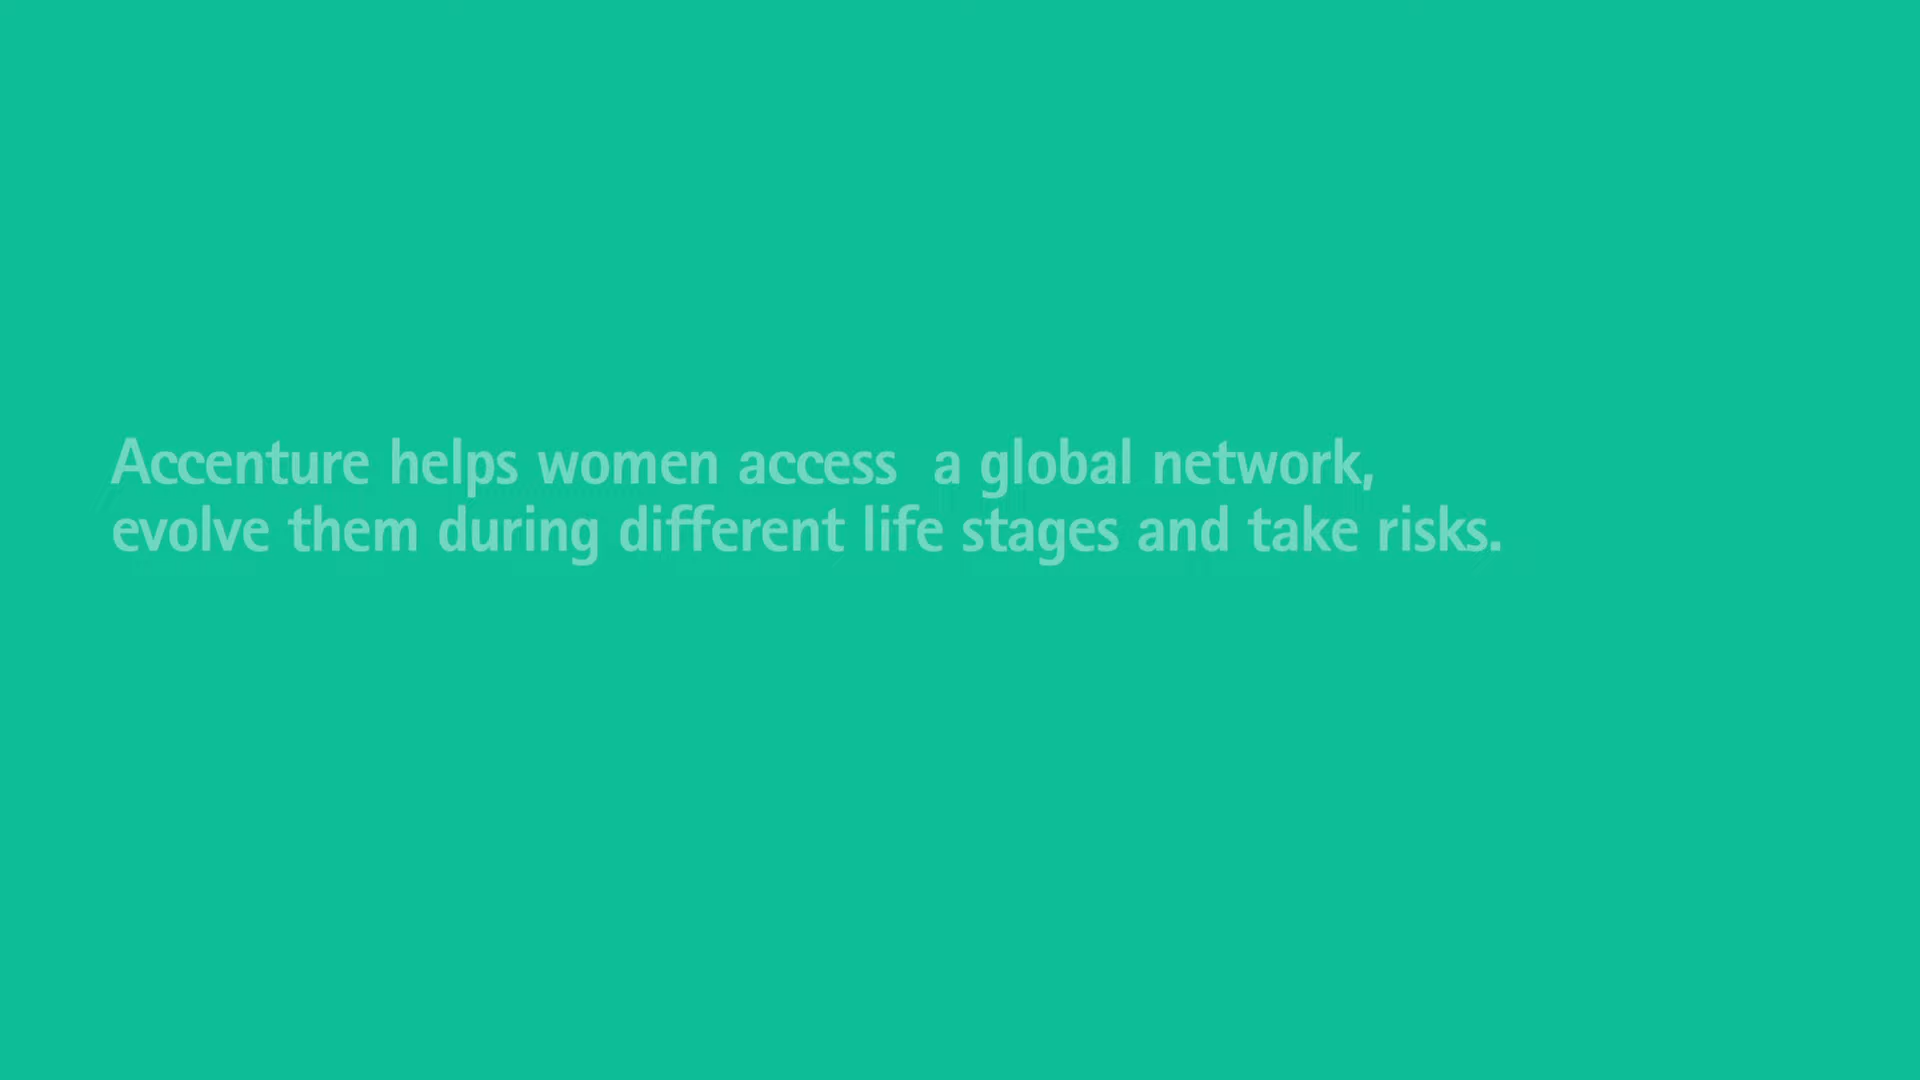 Accenture helps women access  a global network,
evolve them during different life stages and take risks.